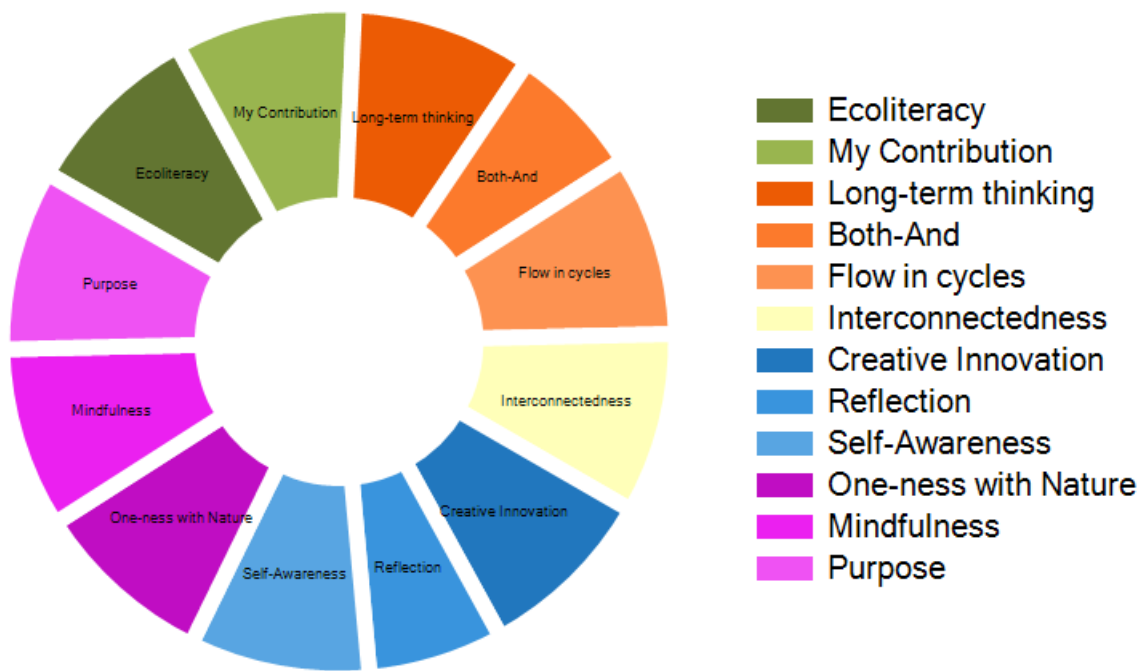 My Contribution
Long-term thinking
Ecoliteracy
Both-And
Purpose
Flow in cycles
Mindfulness
Interconnectedness
One-ness with Nature
Creative Innovation
Self-Awareness
Reflection
Ecoliteracy
My Contribution
Long-term thinking
Both-And
Flow in cycles
Interconnectedness
Creative Innovation
Reflection
Self-Awareness
One-ness with Nature
Mindfulness
Purpose